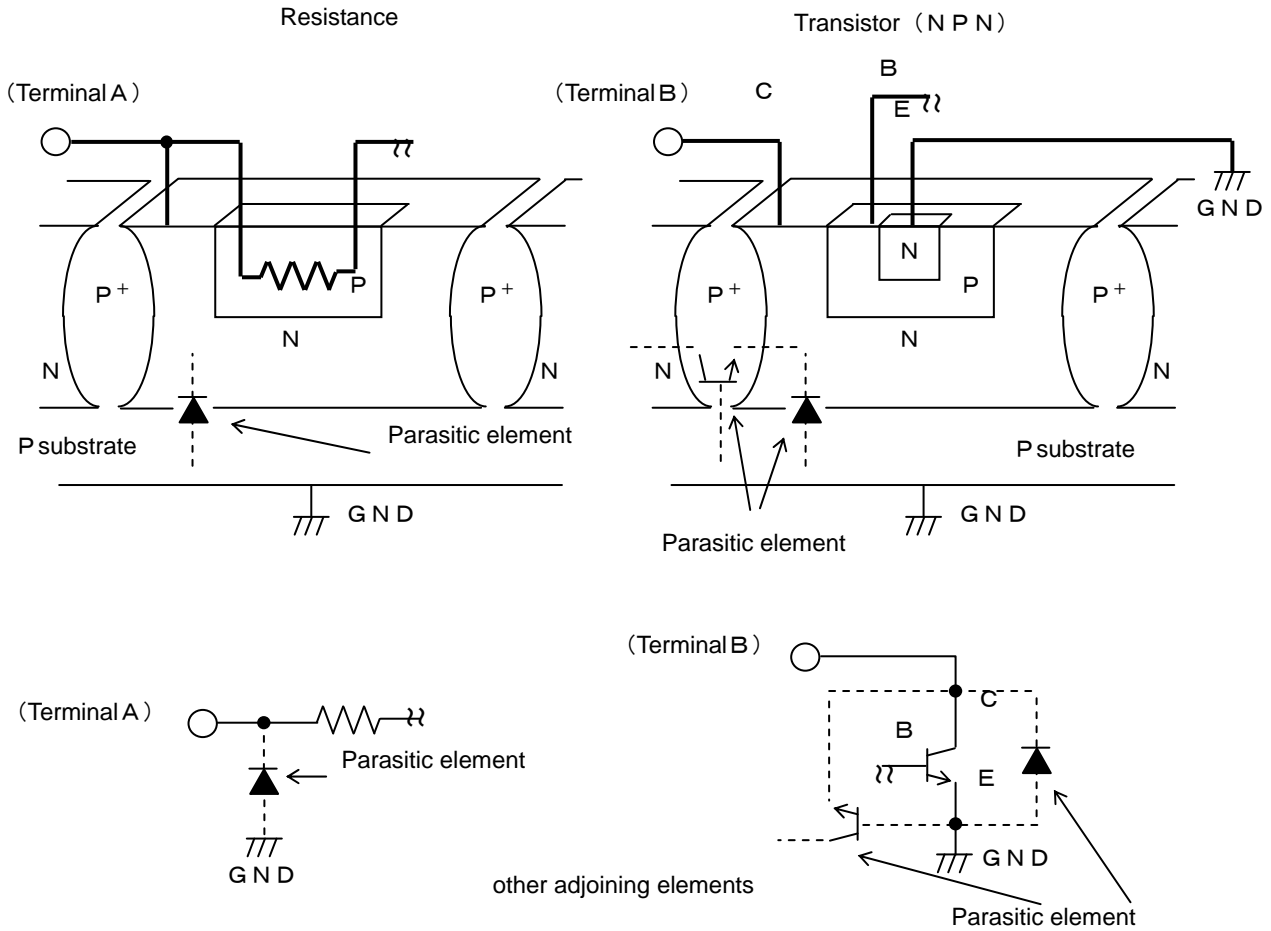 Resistance
Transistor (NPN)
(Terminal A)
(Terminal B)
C
B
E
GND
P+
P
P+
N
N
N
P substrate
Parasitic element
GND
P+
N
P
P+
N
N
N
P substrate
GND
Parasitic element
(Terminal A)
Parasitic element
GND
(Terminal B)
C
B
E
GND
other adjoining elements
Parasitic element